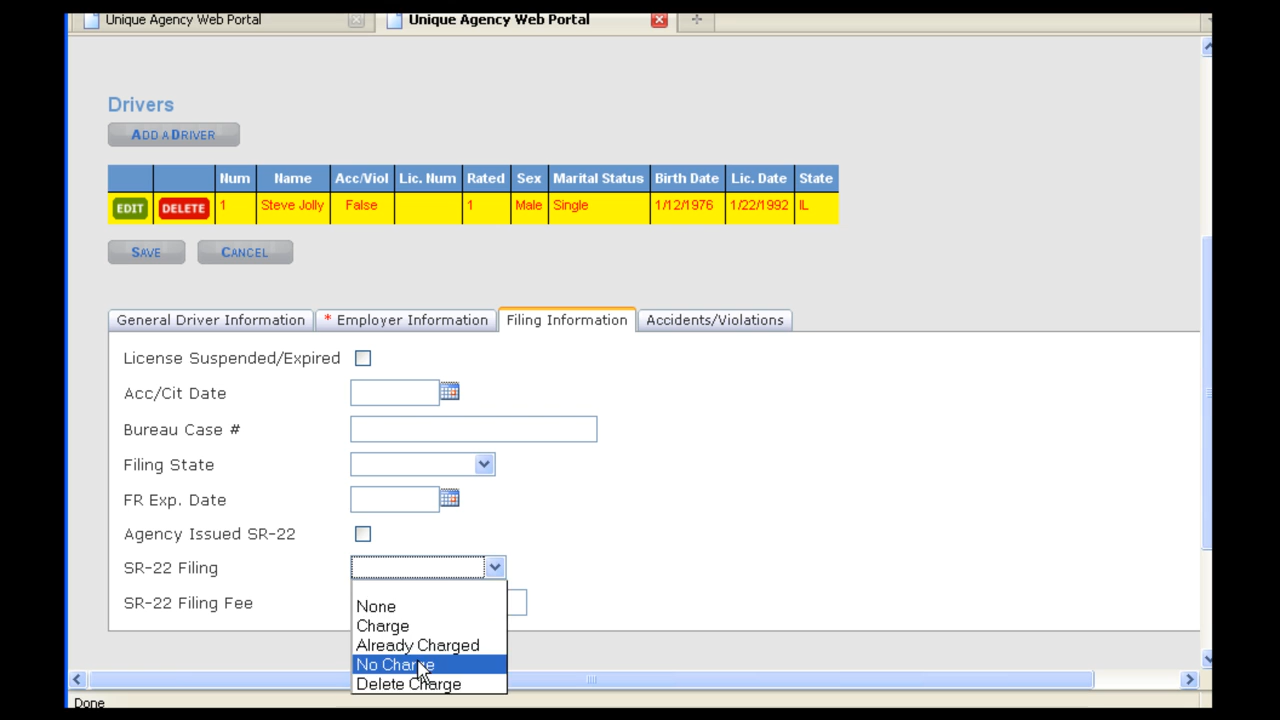 Unique Agency Web Portal
Unique Agency Web Portal
Drivers
ADD A DRIVER
Num Name Acc/Viol Lic. Num Rated Sex Marital Status Birth Date Lic. Date State
EDIT DELETE 1 Steve Jolly False 1 Male Single 1/12/1976 1/22/1992 IL
SAVE CANCEL
General Driver Information * Employer Information Filing Information Accidents/Violations
License Suspended/Expired
Acc/Cit Date
Bureau Case #
Filing State
FR Exp. Date
Agency Issued SR-22
SR-22 Filing
SR-22 Filing Fee
None
Charge
Already Charged
No Charge
Delete Charge
Done